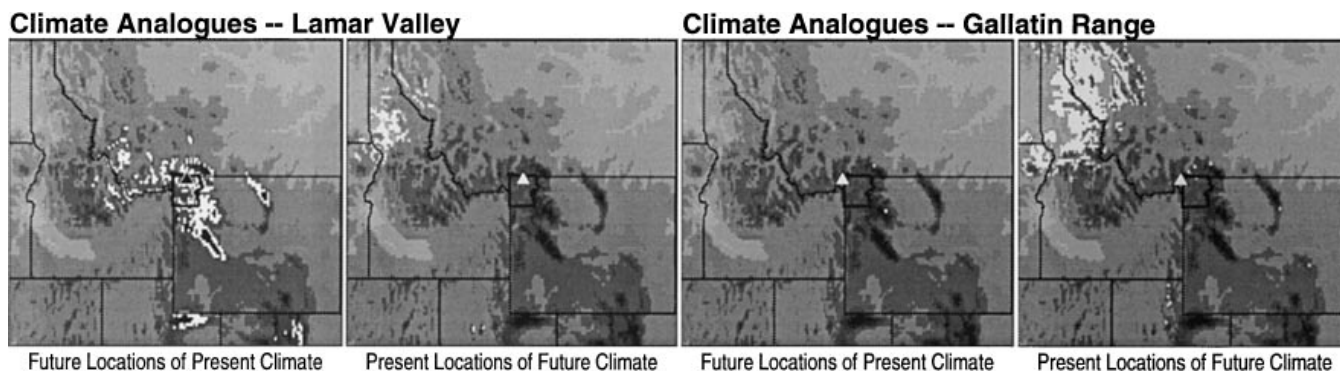 Climate Analogues -- Lamar Valley
Climate Analogues -- Gallatin Range
Future Locations of Present Climate
Present Locations of Future Climate
Future Locations of Present Climate
Present Locations of Future Climate